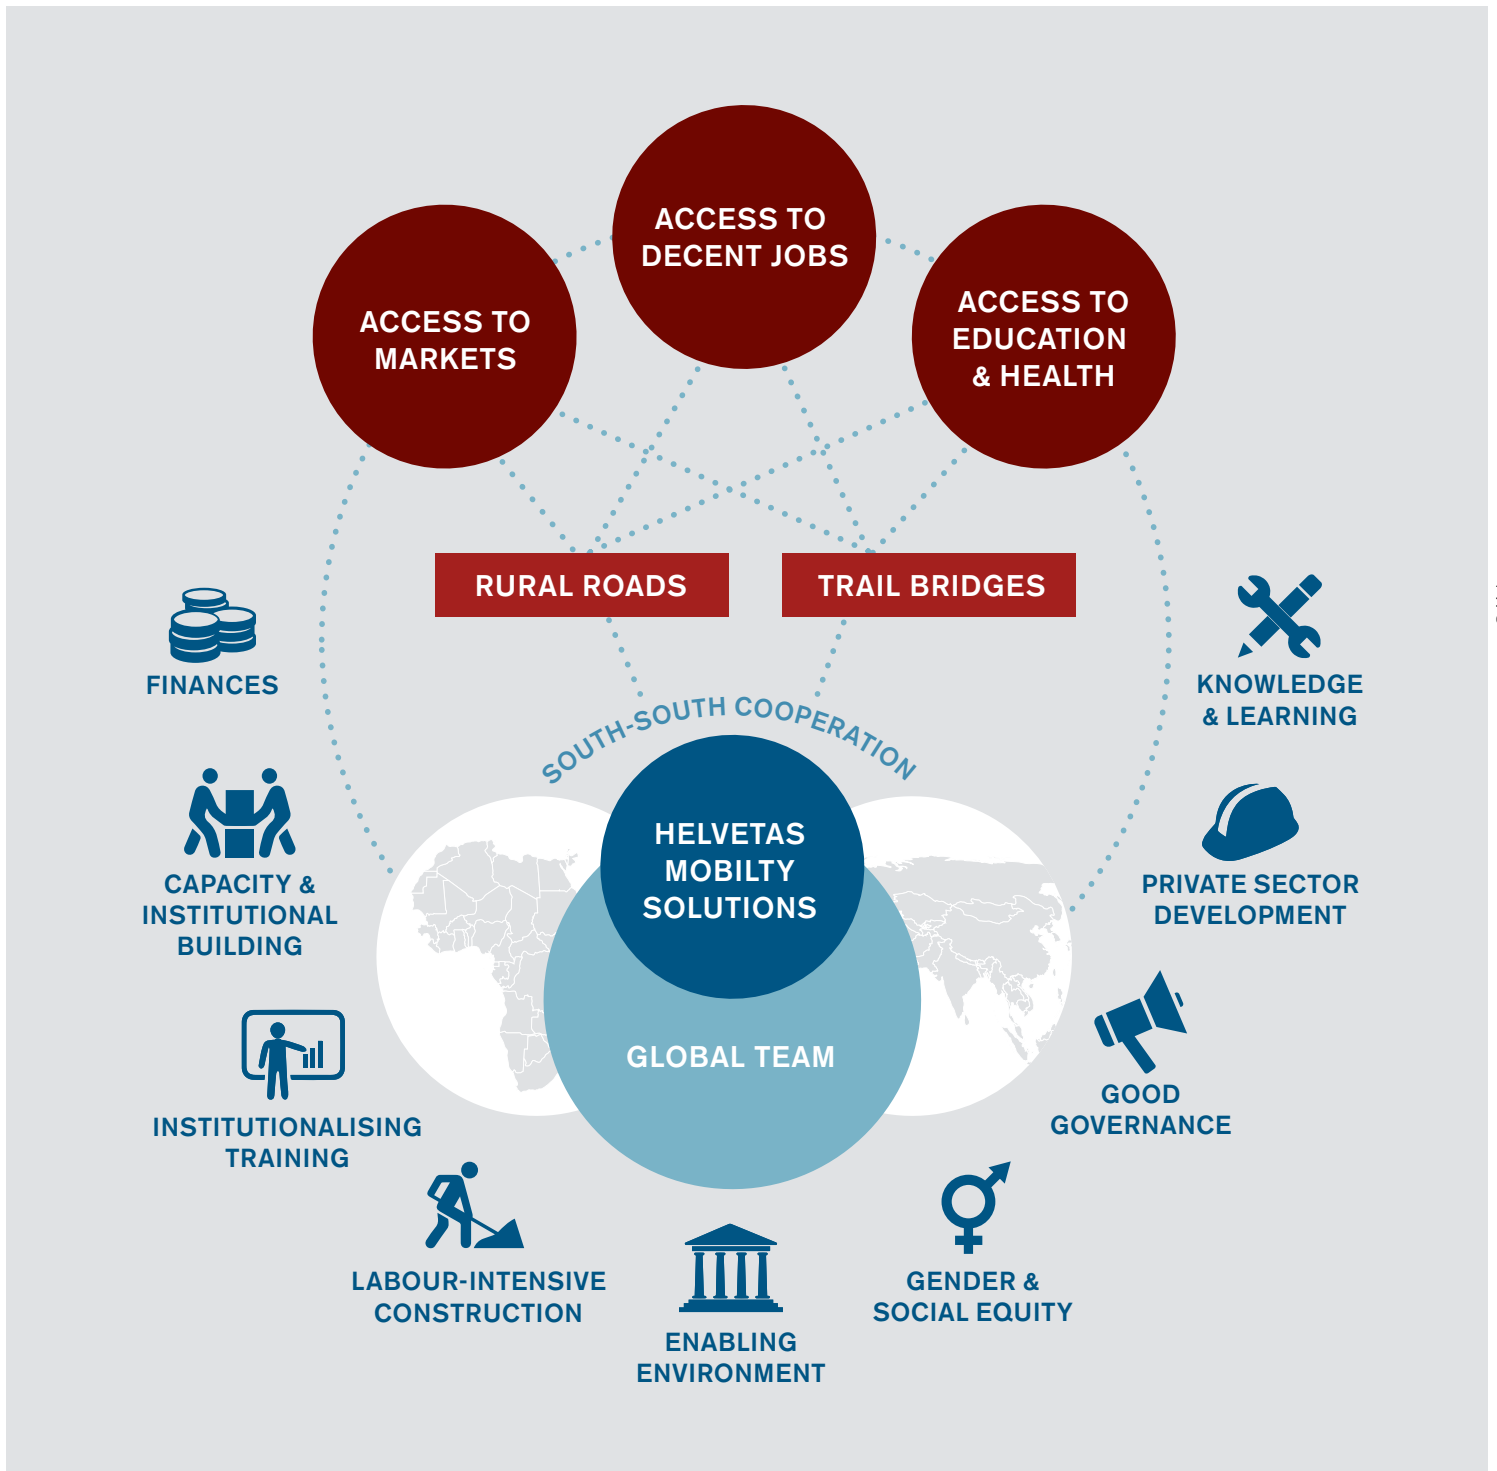 ACCESS TO
DECENT JOBS
ACCESS TO
MARKETS
ACCESS TO
EDUCATION
& HEALTH
RURAL ROADS
TRAIL BRIDGES
FINANCES
KNOWLEDGE
& LEARNING
SOUTH-SOUTH COOPERATION
HELVETAS
MOBILTY
SOLUTIONS
GLOBAL TEAM
CAPACITY &
INSTITUTIONAL
BUILDING
PRIVATE SECTOR
DEVELOPMENT
INSTITUTIONALISING
TRAINING
GOOD
GOVERNANCE
LABOUR-INTENSIVE
CONSTRUCTION
ENABLING
ENVIRONMENT
GENDER &
SOCIAL EQUITY